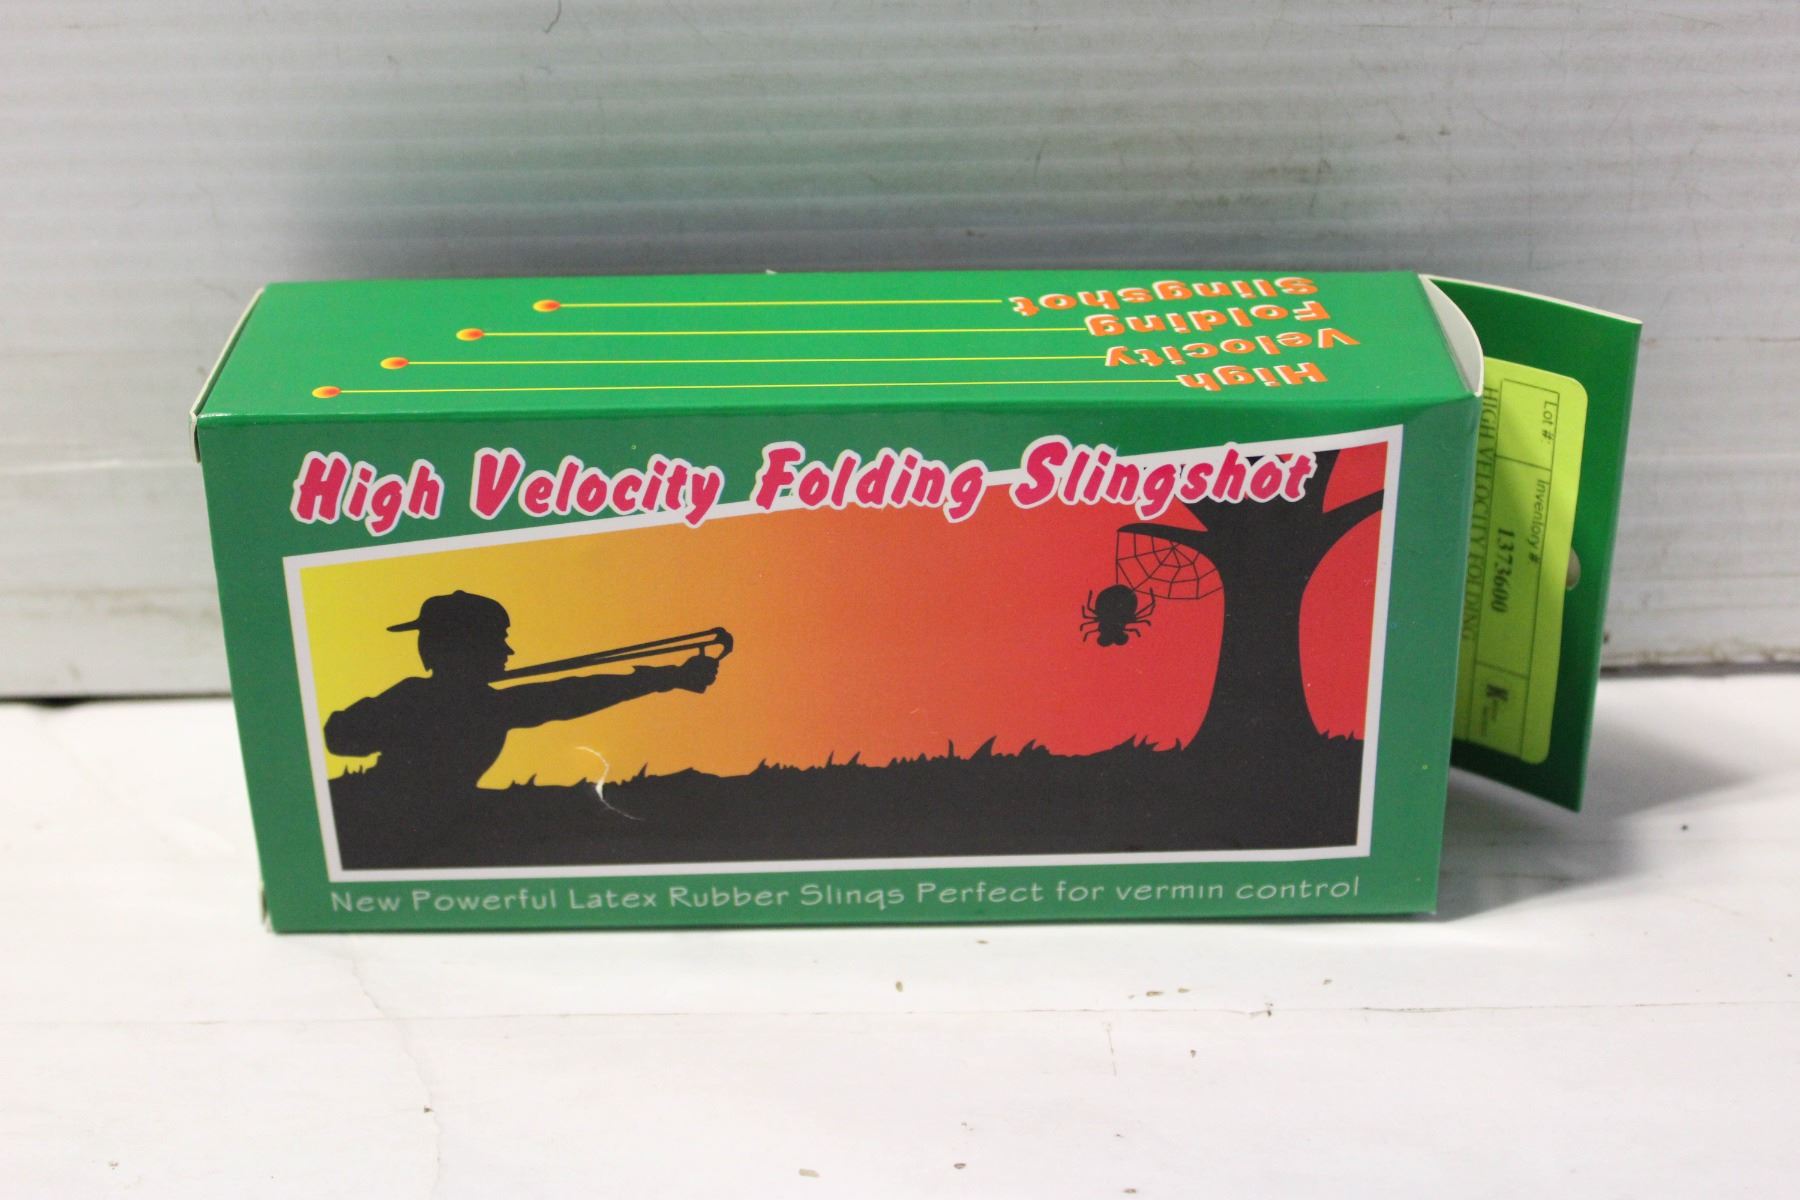 High
Velocity
Folding
Slingshot
High Velocity Folding Slingshot
New Powerful Latex Rubber Slings Perfect for vermin control
Lot #:
Inventory #:
1373600
HIGH VELOCITY FOLDING